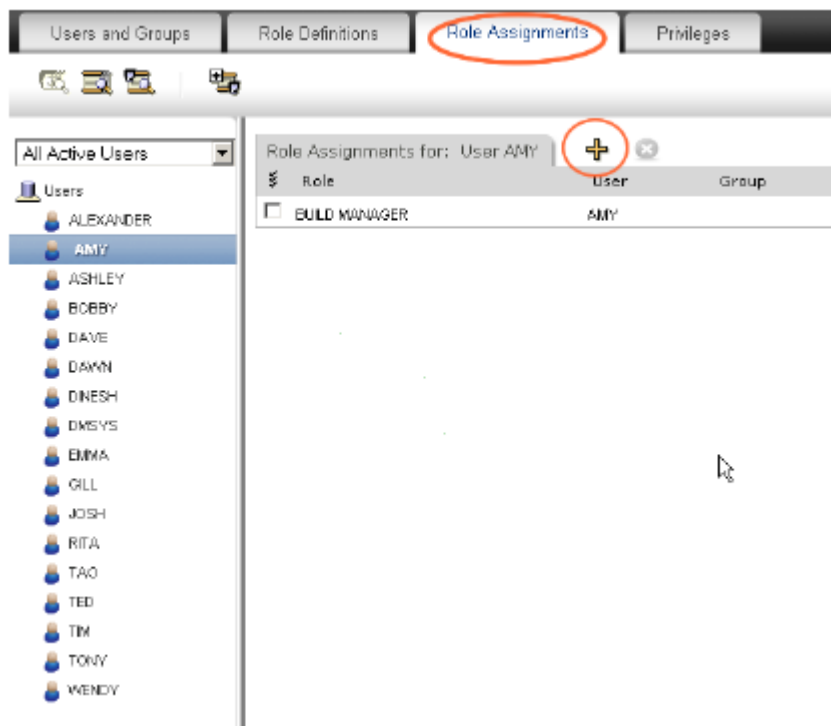 Users and Groups Role Definitions Role Assignments Privileges
All Active Users
Users
ALEXANDER
AMY
ASHLEY
BOBBY
DAVE
DAWN
DINESH
DMSYS
EMMA
GILL
JOSH
RITA
TAO
TED
TIM
TONY
WENDY
Role Assignments for: User AMY
Role User Group
BUILD MANAGER AMY